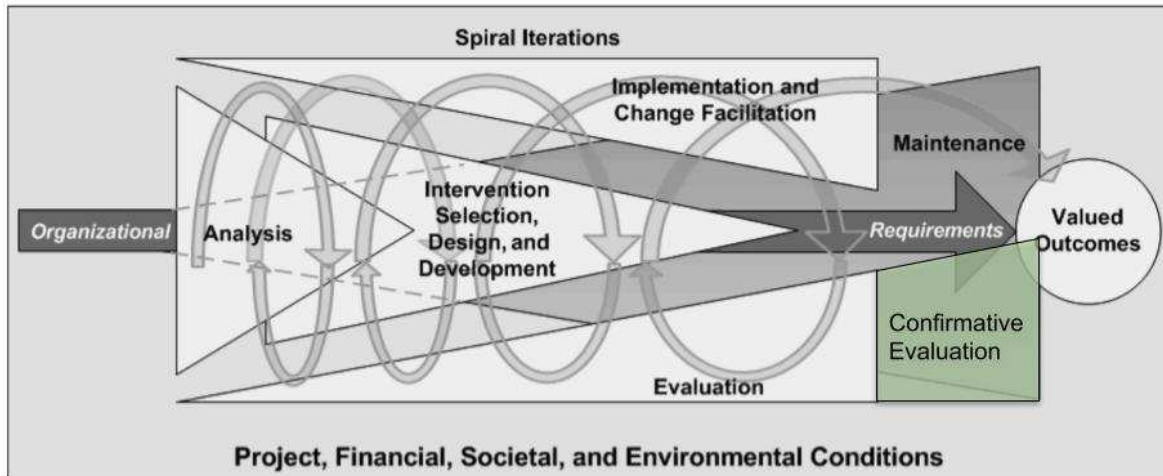 Spiral Iterations
Implementation and
Change Facilitation
Maintenance
Organizational
Analysis
Intervention
Selection,
Design, and
Development
Requirements
Valued
Outcomes
Confirmative
Evaluation
Evaluation
Project, Financial, Societal, and Environmental Conditions